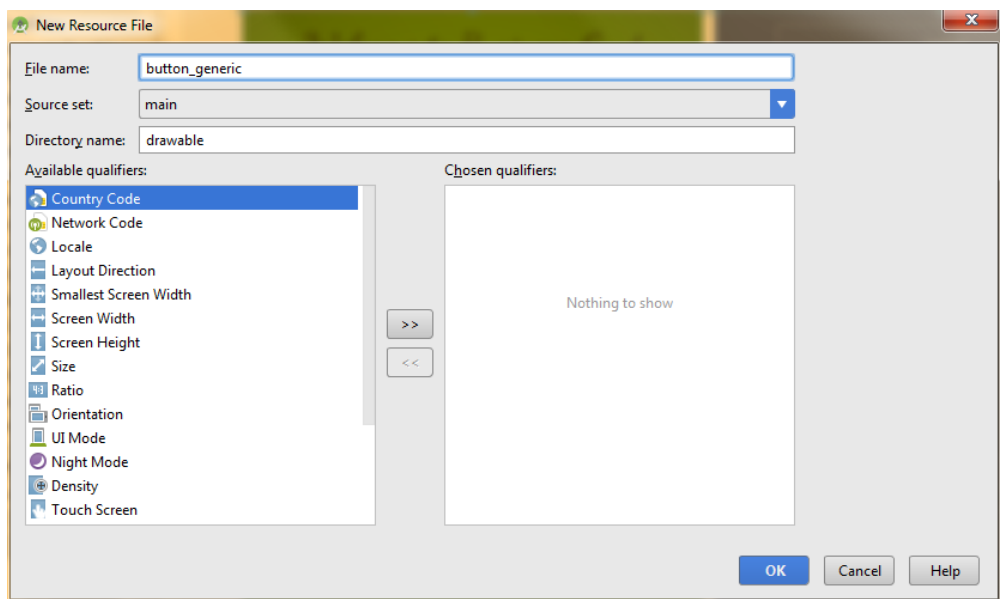 New Resource File
File name: button_generic
Source set: main
Directory name: drawable
Available qualifiers:
Country Code
Network Code
Locale
Layout Direction
Smallest Screen Width
Screen Width
Screen Height
Size
Ratio
Orientation
UI Mode
Night Mode
Density
Touch Screen
>>
<<
Chosen qualifiers:
Nothing to show
OK Cancel Help